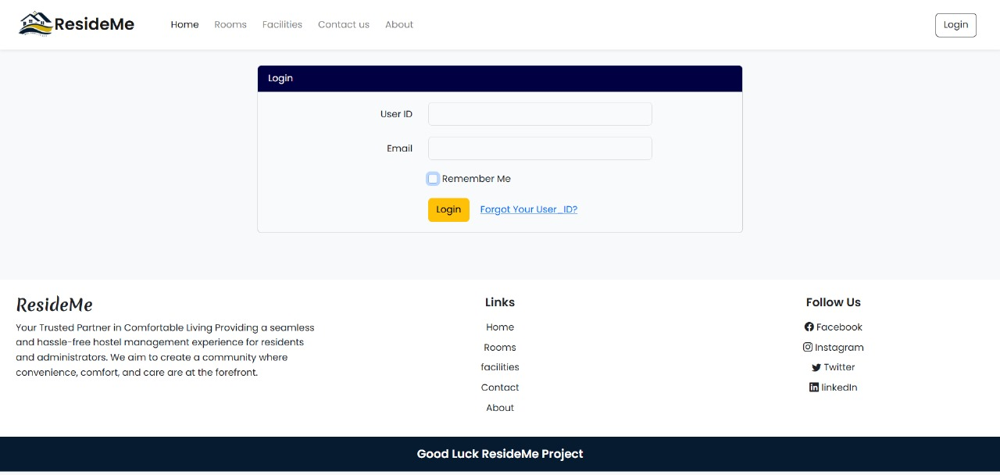 ResideMe
Home Rooms Facilities Contact us About
Login
Login
User ID
Email
Remember Me
Login Forgot Your User_ID?
ResideMe
Your Trusted Partner in Comfortable Living Providing a seamless
and hassle-free hostel management experience for residents
and administrators. We aim to create a community where
convenience, comfort, and care are at the forefront.
Links
Home
Rooms
facilities
Contact
About
Follow Us
Facebook
Instagram
Twitter
linkedIn
Good Luck ResideMe Project